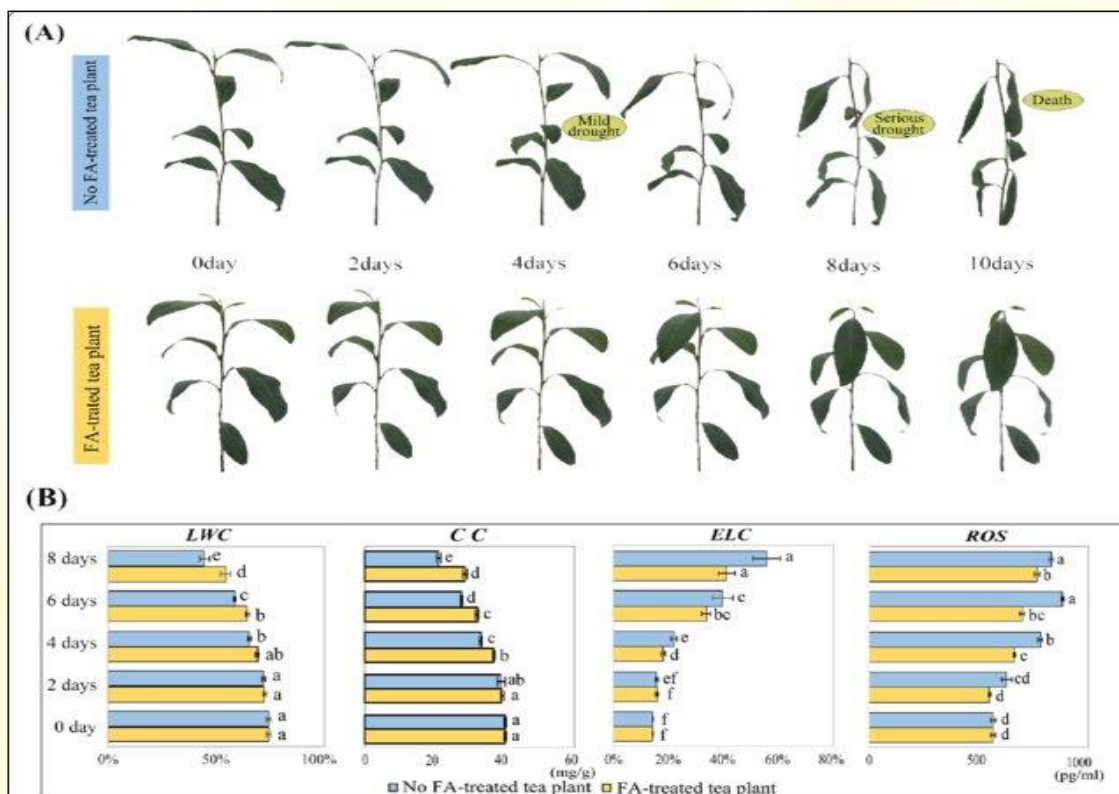 (A)
No FA-treated tea plant
Mild
drought
Serious
drought
Death
0day 2days 4days 6days 8days 10days
FA-trated tea plant
(B)
LWC C C ELC ROS
8 days e d e d a a a b
6 days c b d c c bc a bc
4 days b ab c b e d b e
2 days a a ab a ef f cd d
0 day a a a a f f d d
0% 50% 100% 0 20 40 60 0% 20% 40% 60% 80% 0 500 1000
(mg/g) (pg/ml)
No FA-treated tea plant FA-treated tea plant